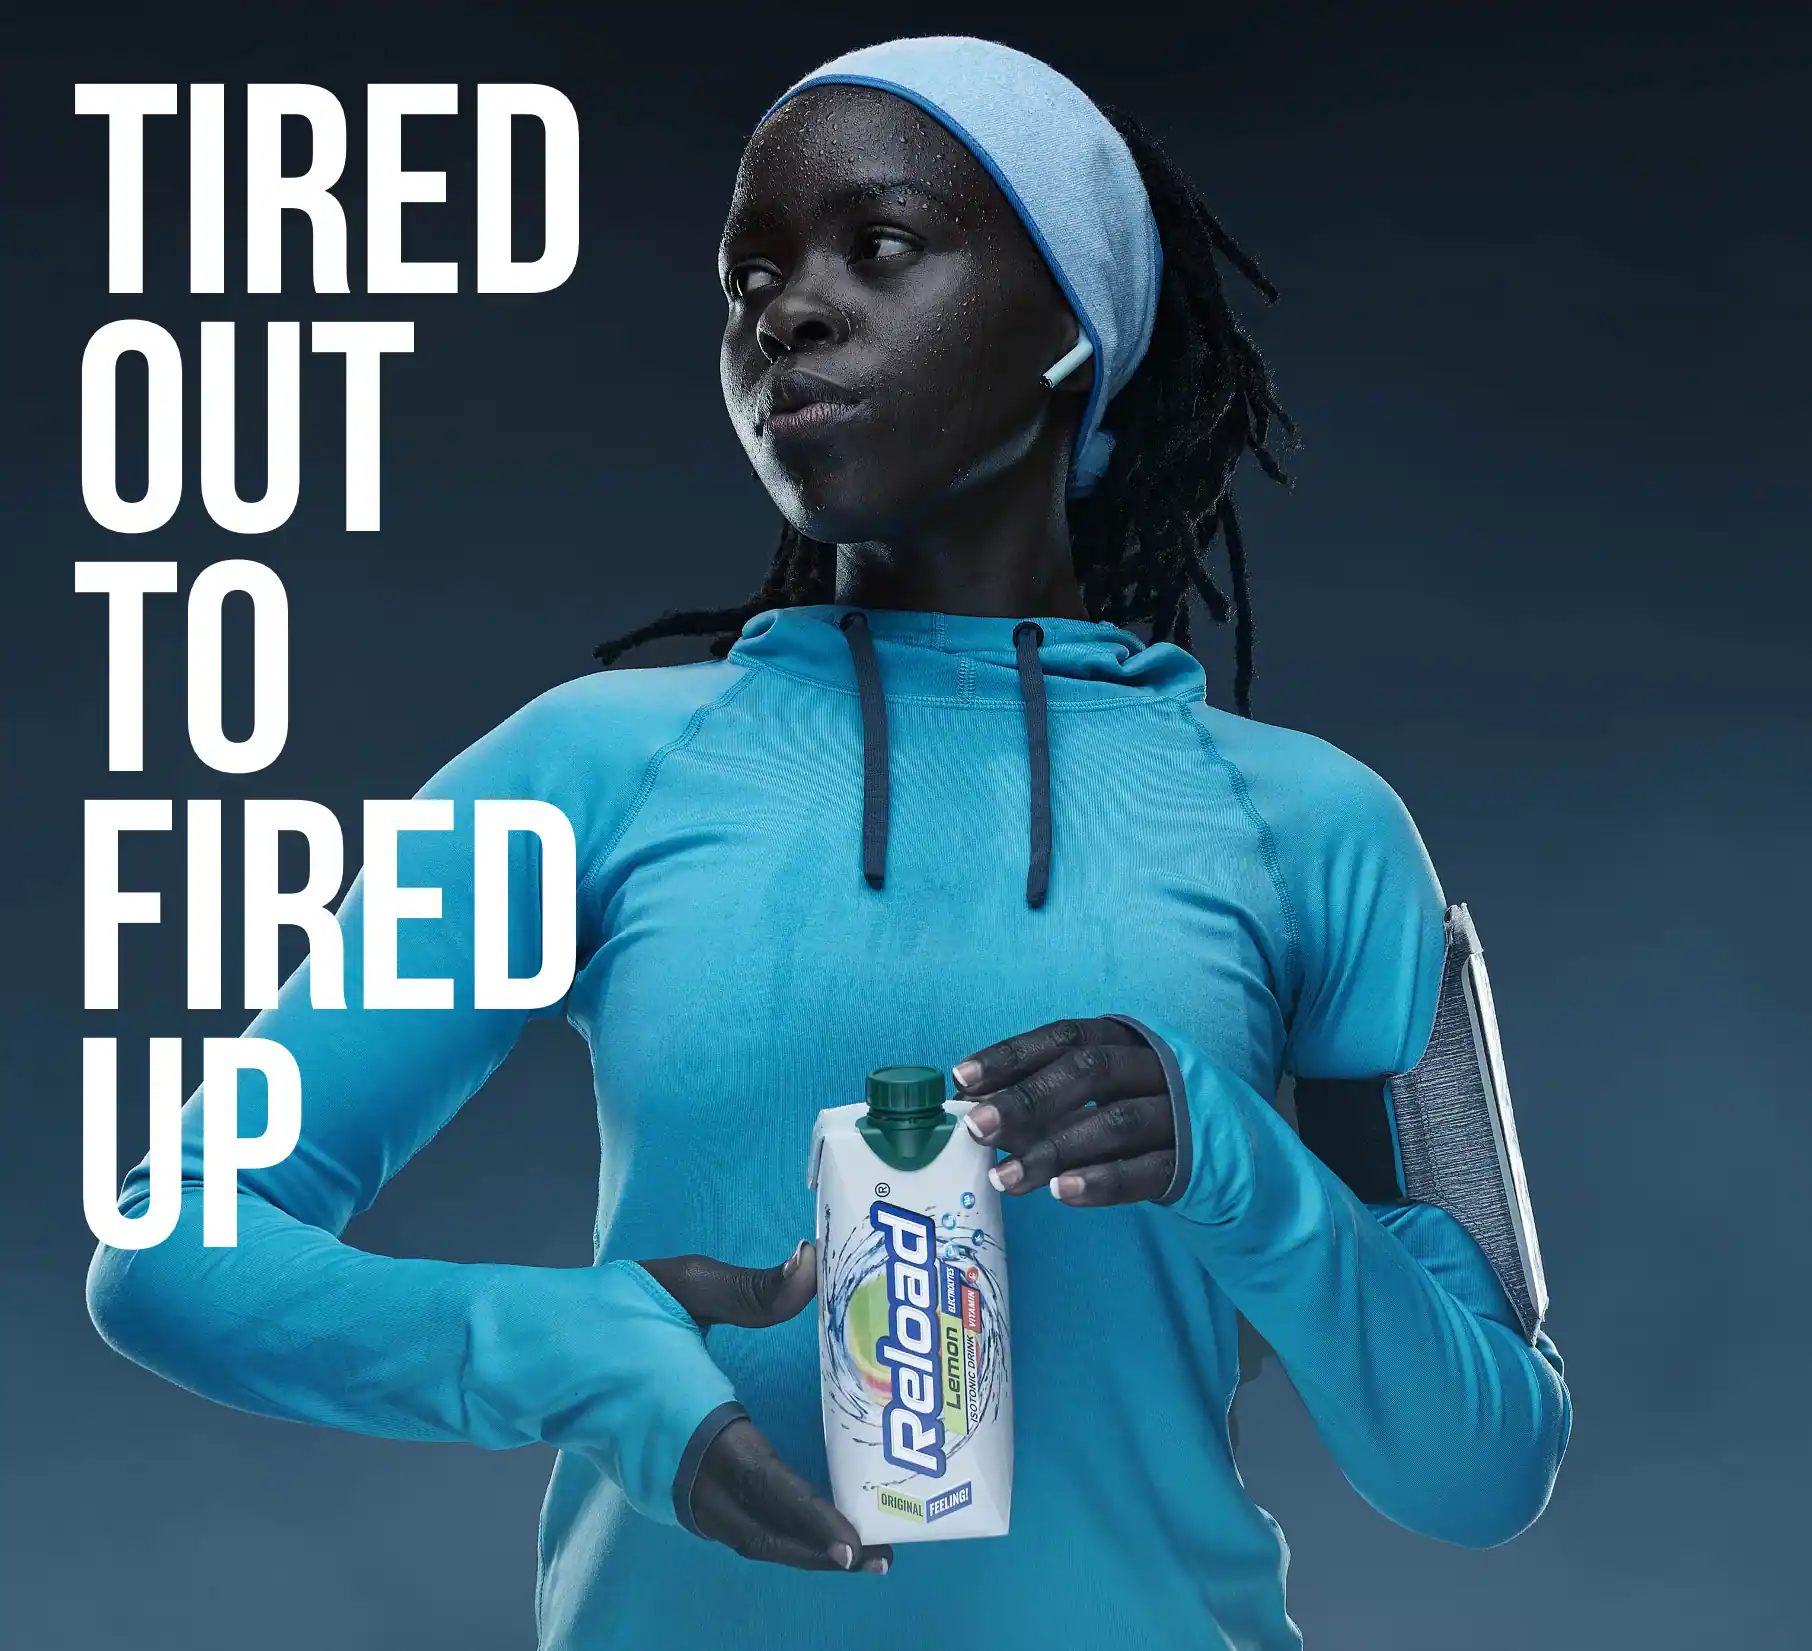 TIRED
OUT
TO
FIRED
UP
Reload®
Lemon
ELECTROLYTES
VITAMIN C
ISOTONIC DRINK
ORIGINAL FEELING!